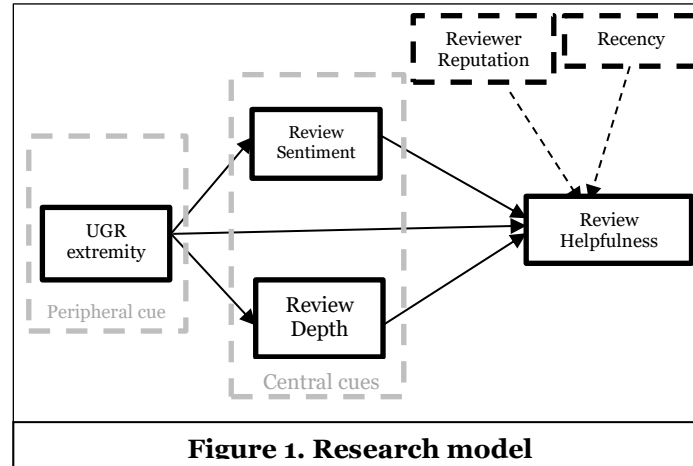 Reviewer
Reputation
Recency
Review
Sentiment
UGR
extremity
Review
Helpfulness
Peripheral cue
Review
Depth
Central cues
Figure 1. Research model